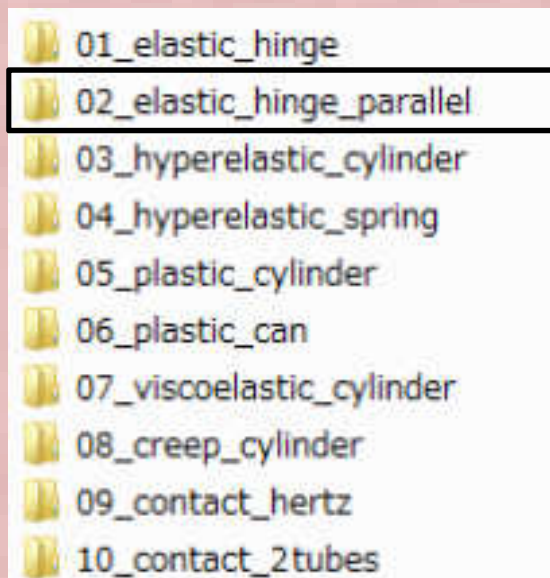 01_elastic_hinge
02_elastic_hinge_parallel
03_hyperelastic_cylinder
04_hyperelastic_spring
05_plastic_cylinder
06_plastic_can
07_viscoelastic_cylinder
08_creep_cylinder
09_contact_hertz
10_contact_2tubes